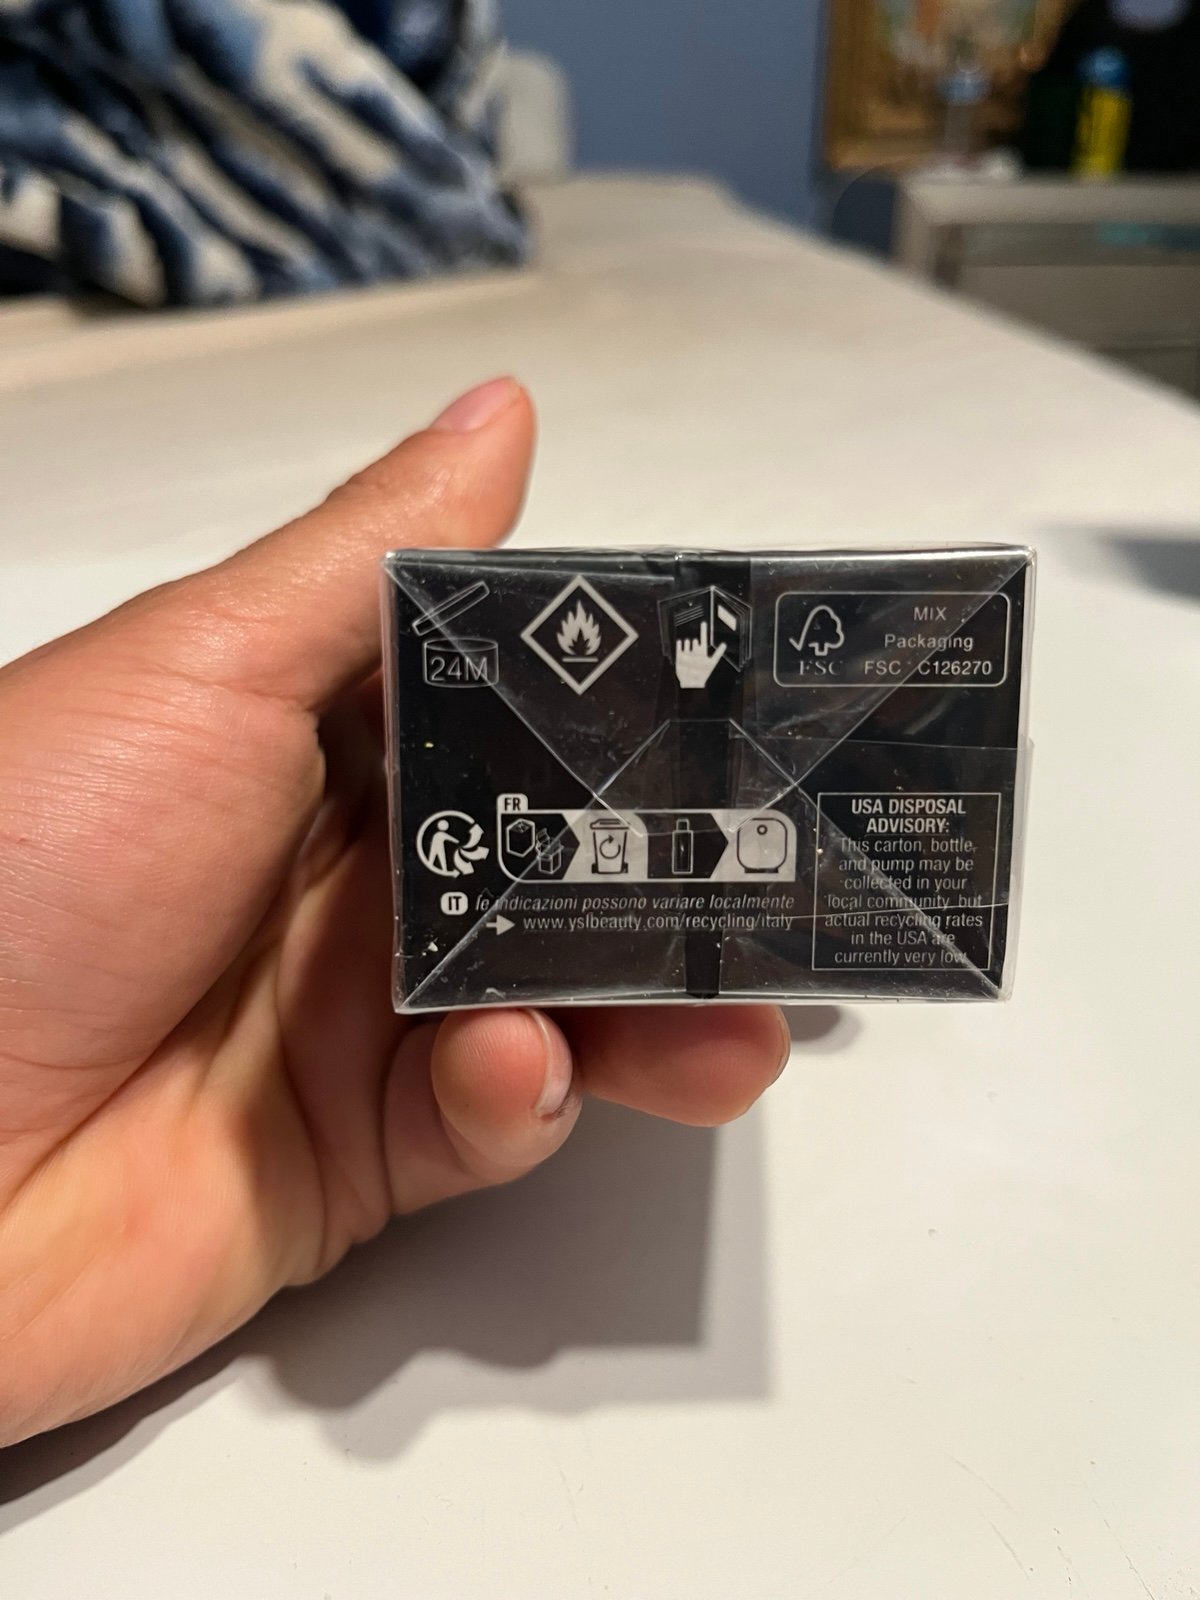 24M
MIX
Packaging
FSC
FSC® C126270
FR
IT le indicazioni possono variare localmente
www.yslbeauty.com/recycling/italy
USA DISPOSAL
ADVISORY:
This carton, bottle,
and pump may be
collected in your
local community, but
actual recycling rates
in the USA are
currently very low.